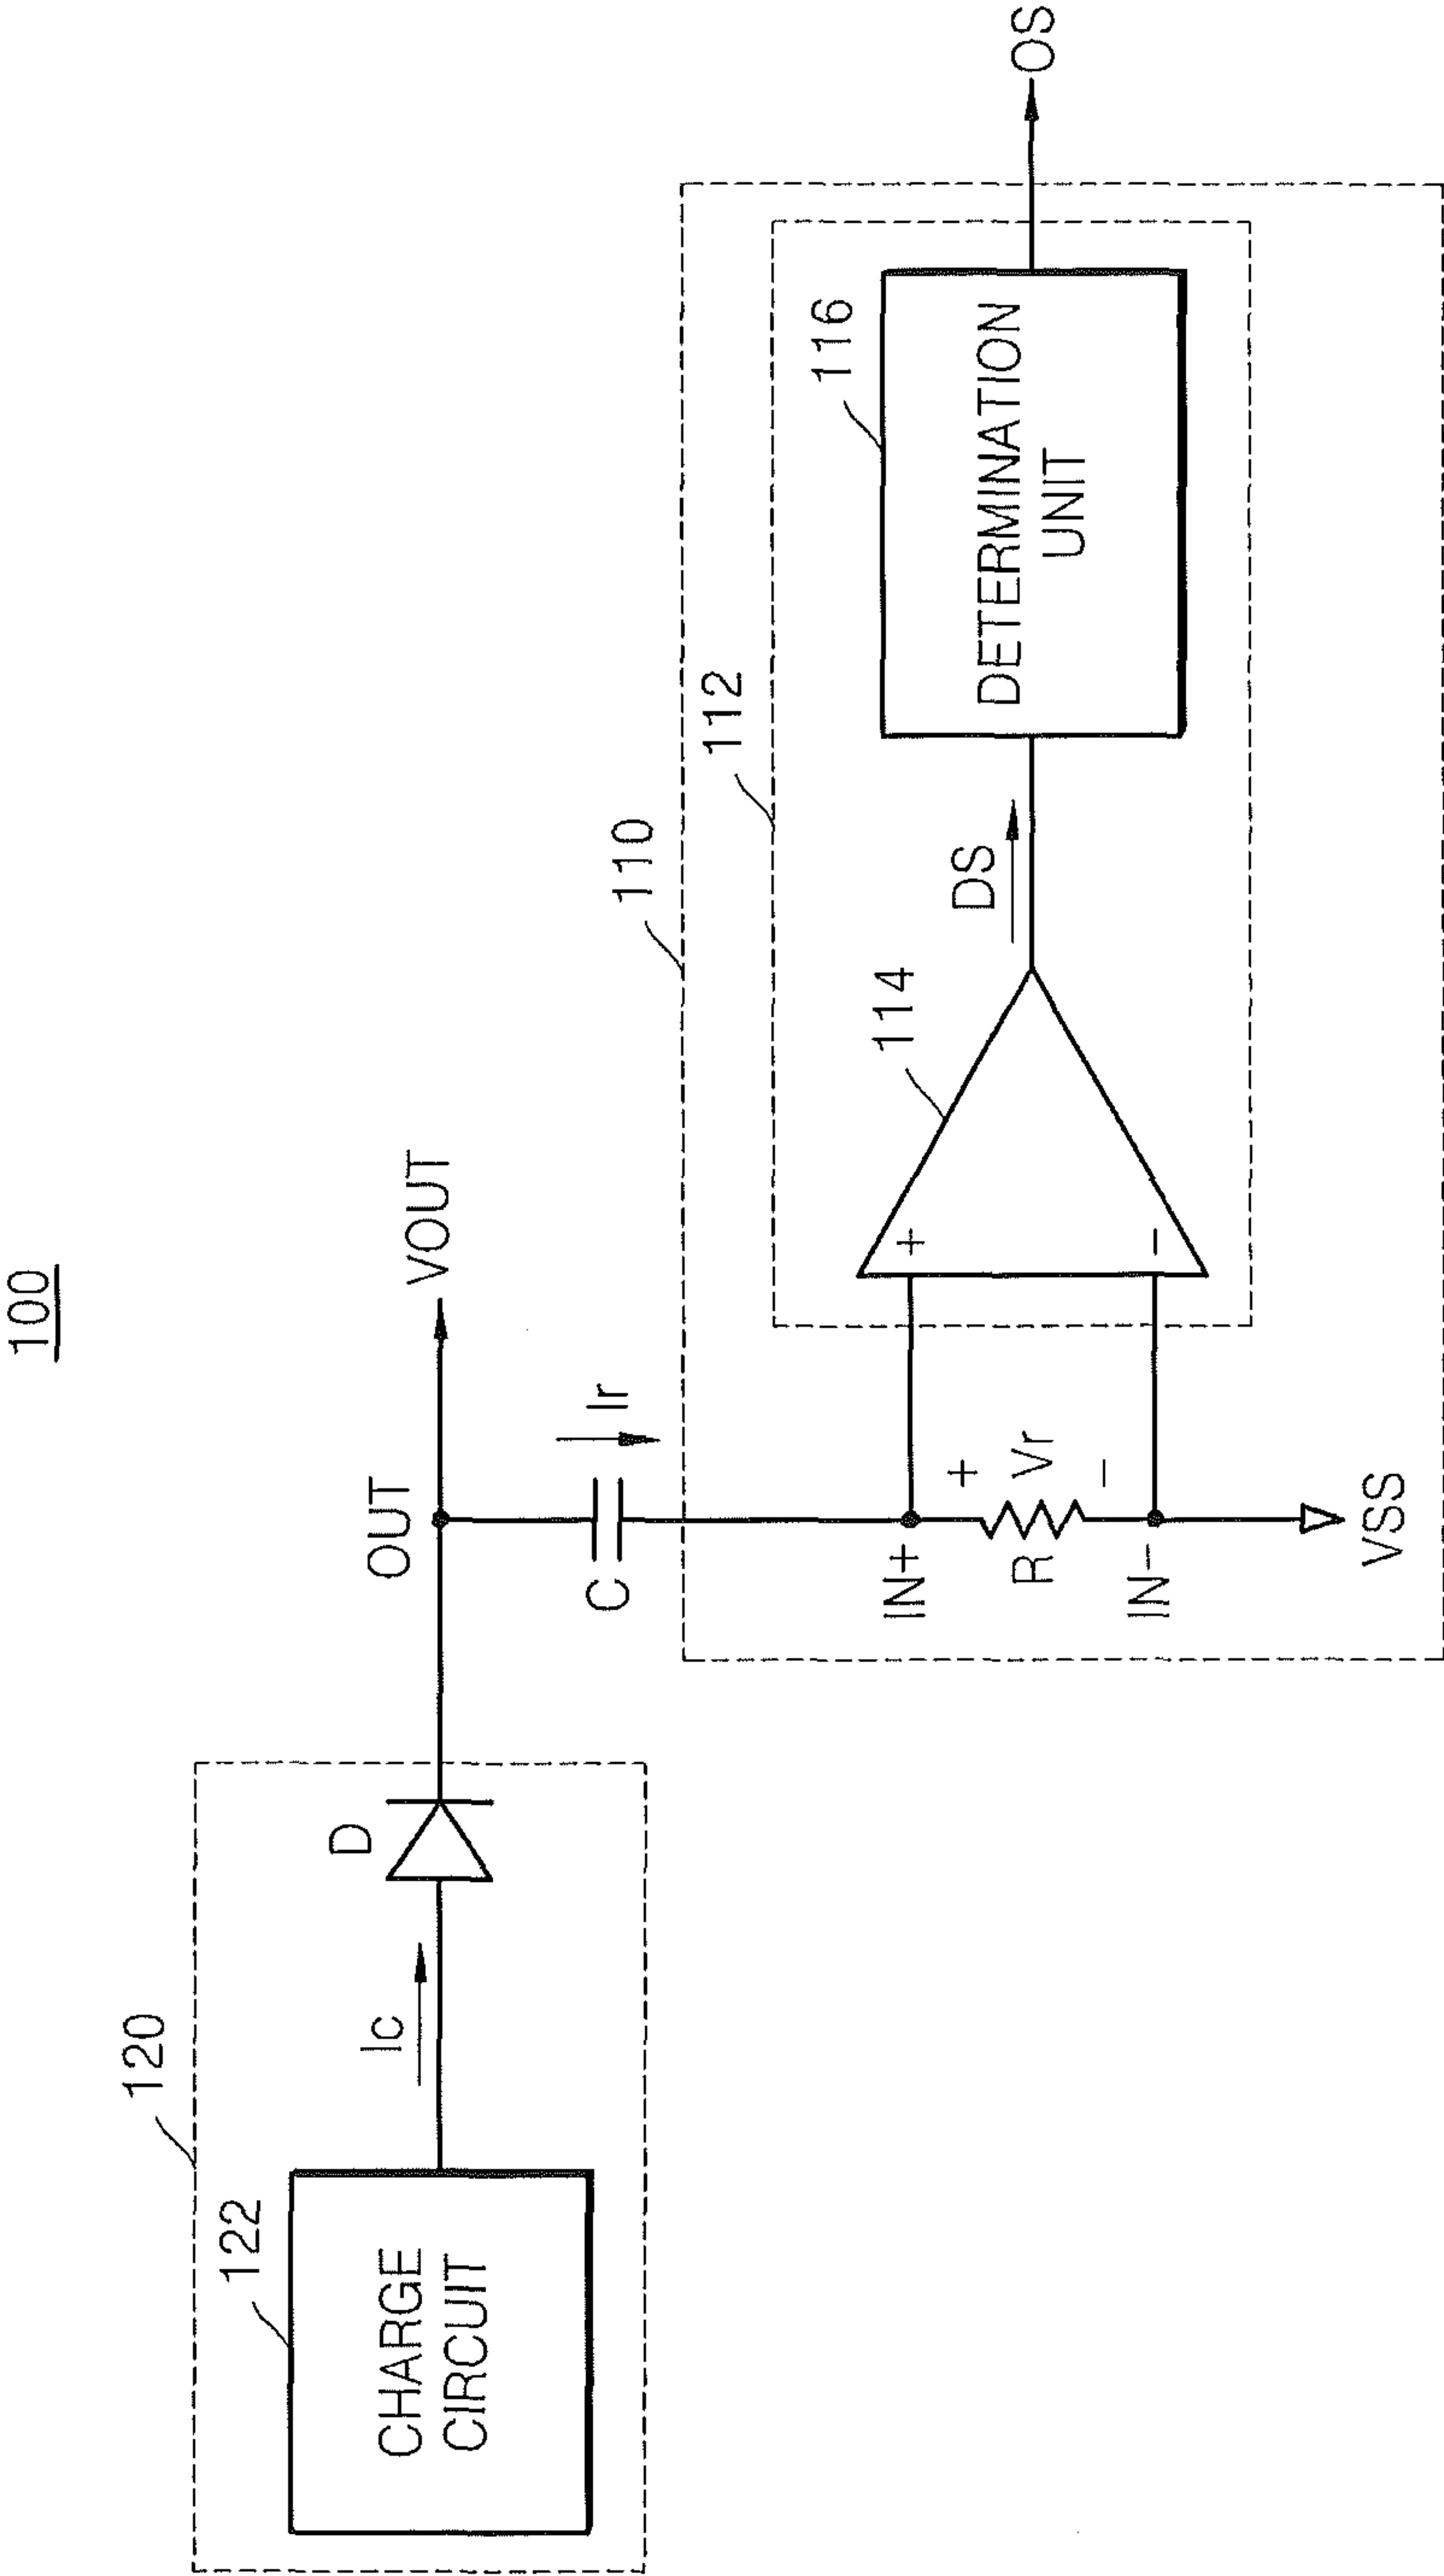 100
120
122
CHARGE
CIRCUIT
Ic
D
OUT
VOUT
C
Ir
110
112
114
116
IN+
+
R
Vr
-
IN-
VSS
+
-
DS
DETERMINATION
UNIT
OS